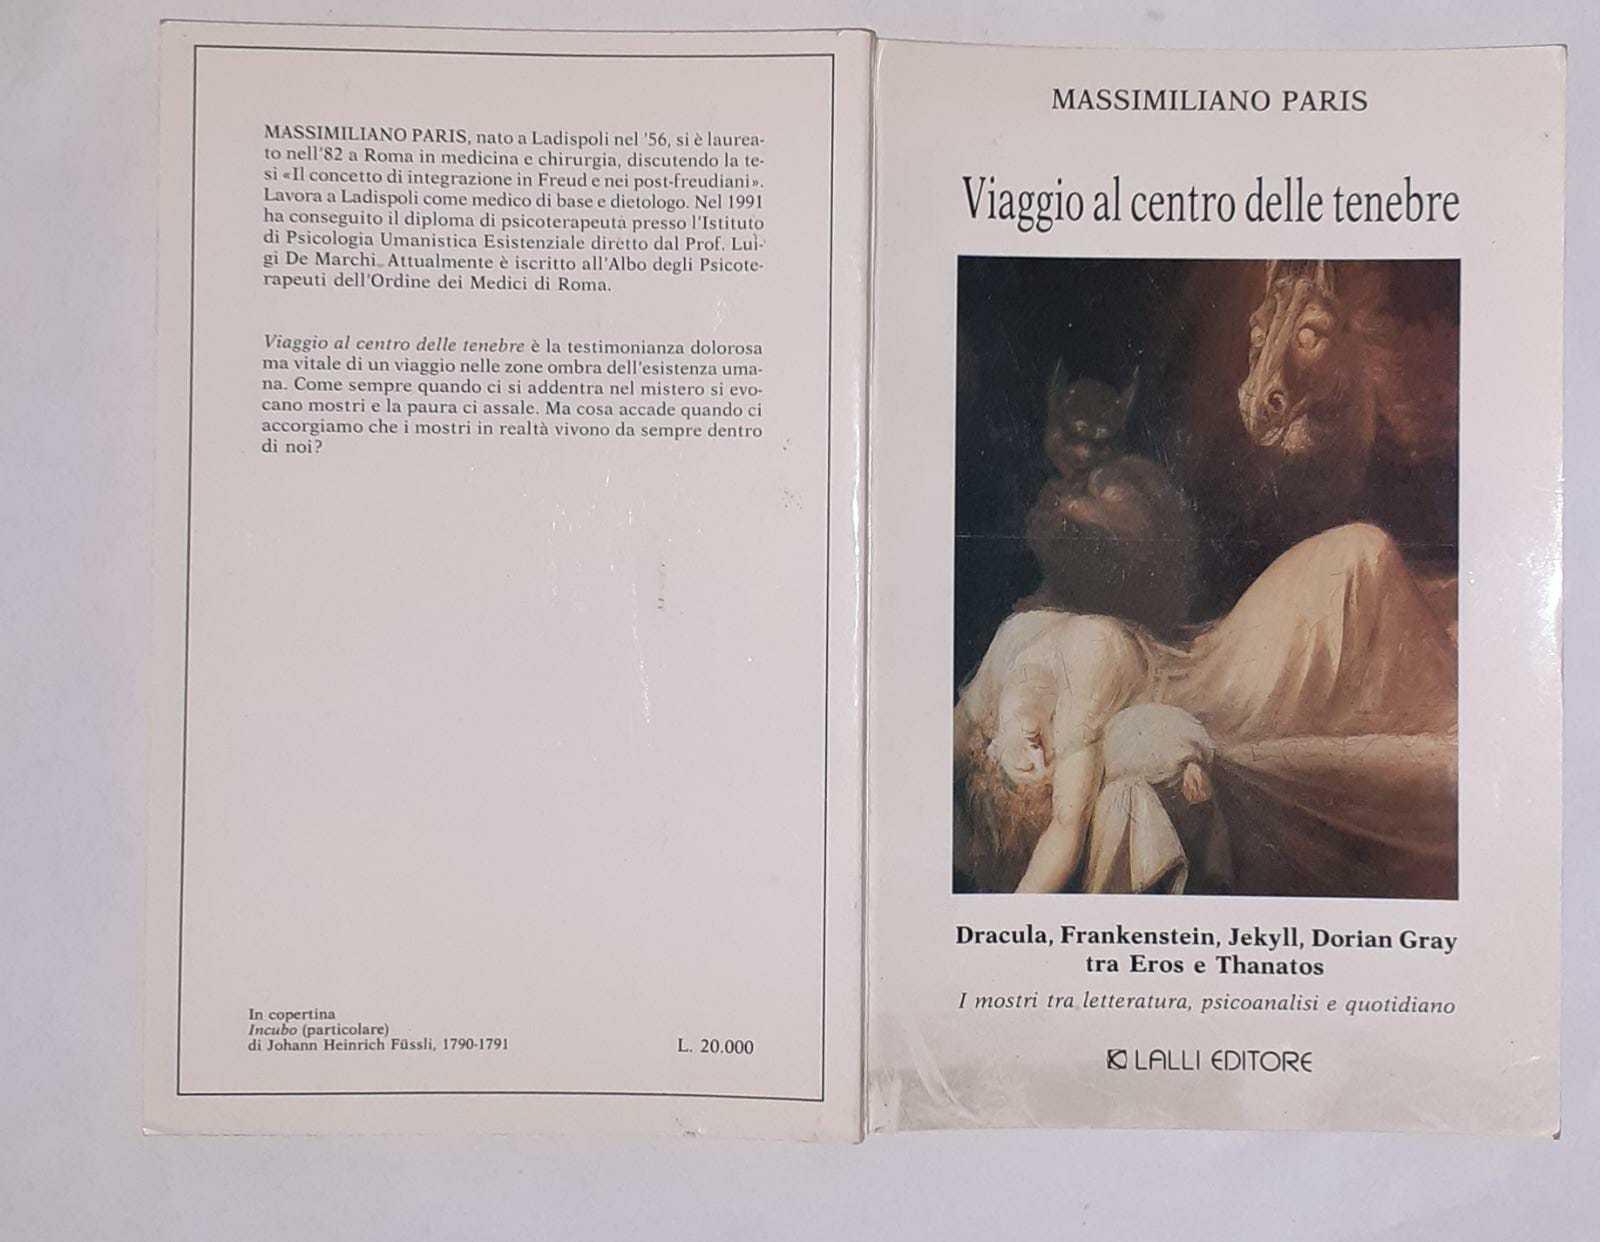 MASSIMILIANO PARIS, nato a Ladispoli nel '56, si è laurea-
to nell'82 a Roma in medicina e chirurgia, discutendo la te-
si «Il concetto di integrazione in Freud e nei post-freudiani».
Lavora a Ladispoli come medico di base e dietologo. Nel 1991
ha conseguito il diploma di psicoterapeuta presso l'Istituto
di Psicologia Umanistica Esistenziale diretto dal Prof. Lui-
gi De Marchi. Attualmente è iscritto all'Albo degli Psicote-
rapeuti dell'Ordine dei Medici di Roma.
Viaggio al centro delle tenebre è la testimonianza dolorosa
ma vitale di un viaggio nelle zone ombra dell'esistenza uma-
na. Come sempre quando ci si addentra nel mistero si evo-
cano mostri e la paura ci assale. Ma cosa accade quando ci
accorgiamo che i mostri in realtà vivono da sempre dentro
di noi?
In copertina
Incubo (particolare)
di Johann Heinrich Füssli, 1790-1791
L. 20.000
MASSIMILIANO PARIS
Viaggio al centro delle tenebre
Dracula, Frankenstein, Jekyll, Dorian Gray
tra Eros e Thanatos
I mostri tra letteratura, psicoanalisi e quotidiano
LALLI EDITORE